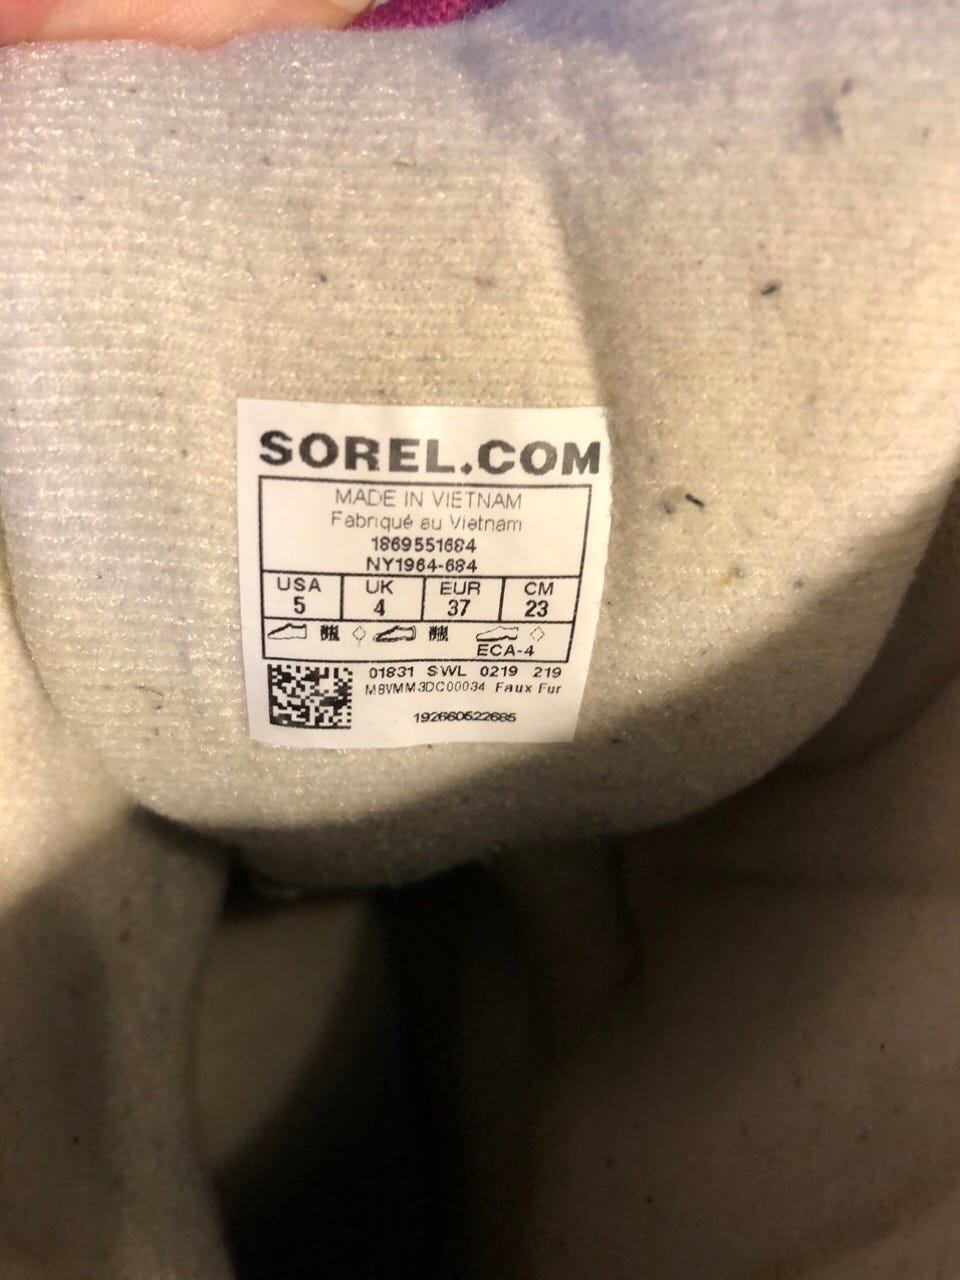 SOREL.COM
MADE IN VIETNAM
Fabriqué au Vietnam
1869551684
NY1964-684
USA UK EUR CM
5 4 37 23
ECA-4
01831 SWL 0219 219
M8VMM3DC00034 Faux Fur
192660522685